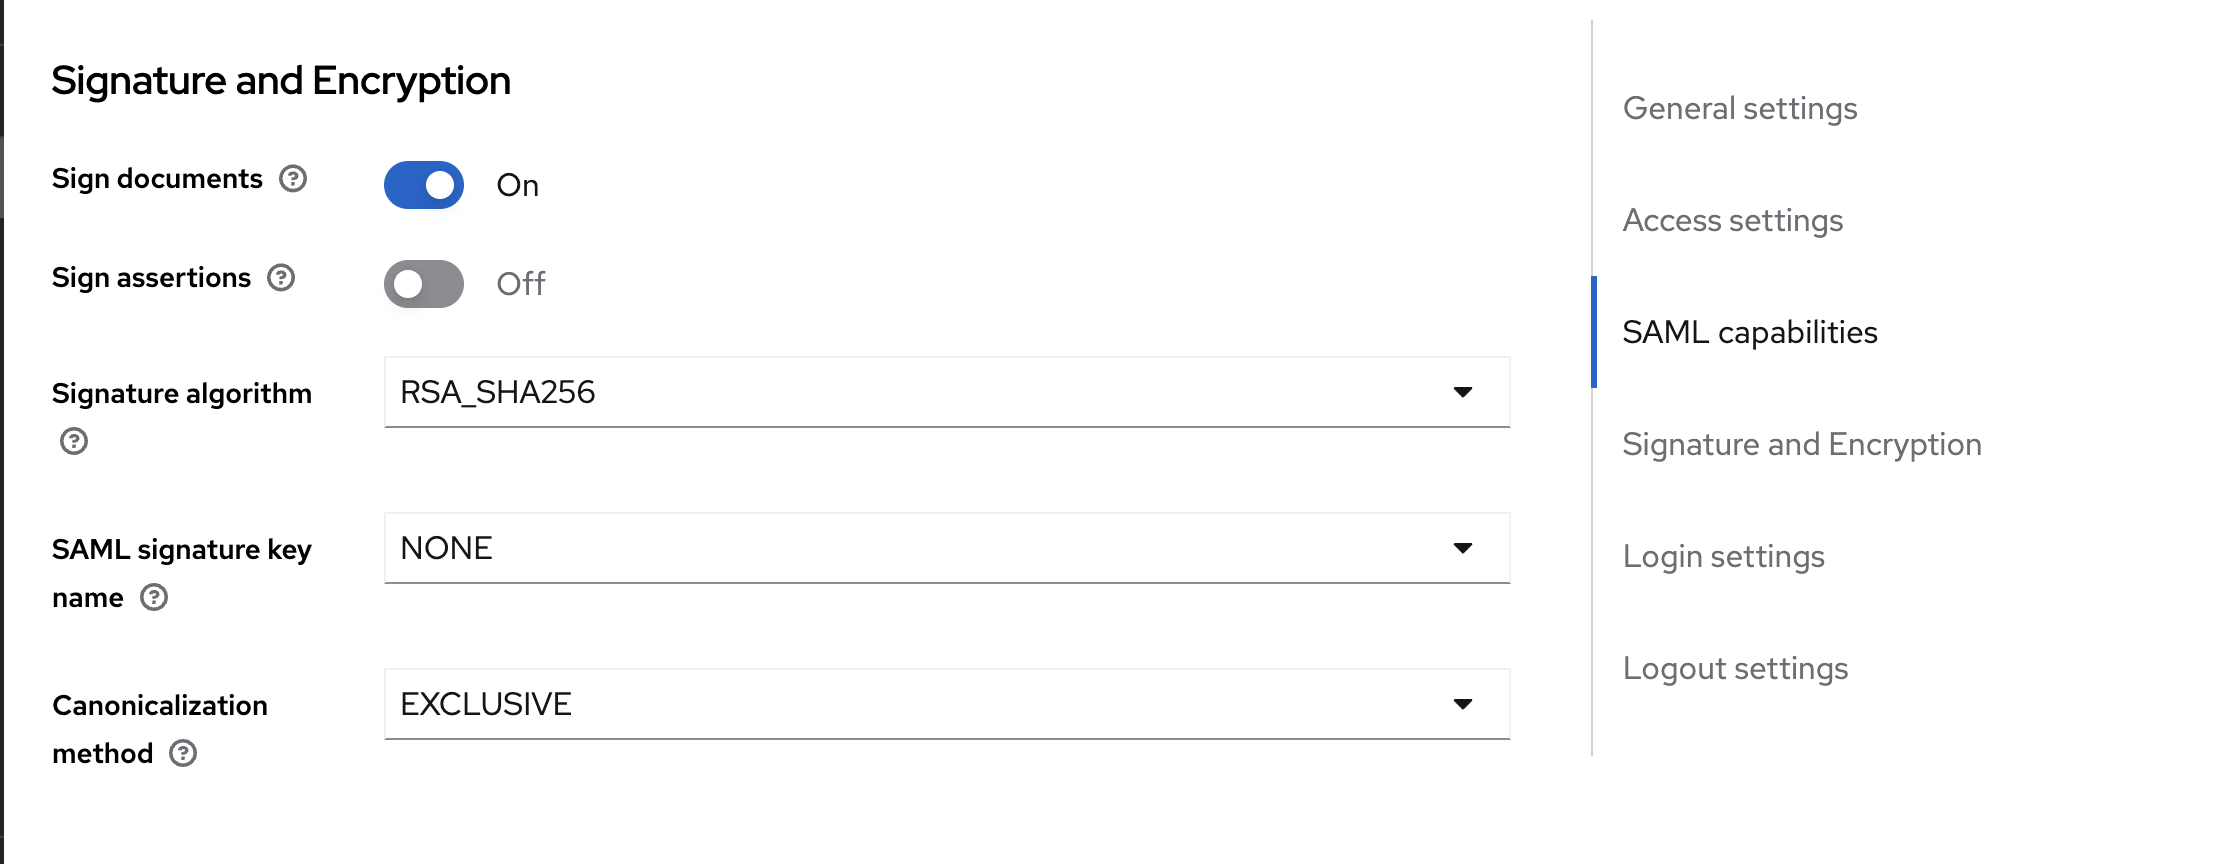 Signature and Encryption
Sign documents
On
Sign assertions
Off
Signature algorithm
RSA_SHA256
SAML signature key
name
NONE
Canonicalization
method
EXCLUSIVE
General settings
Access settings
SAML capabilities
Signature and Encryption
Login settings
Logout settings